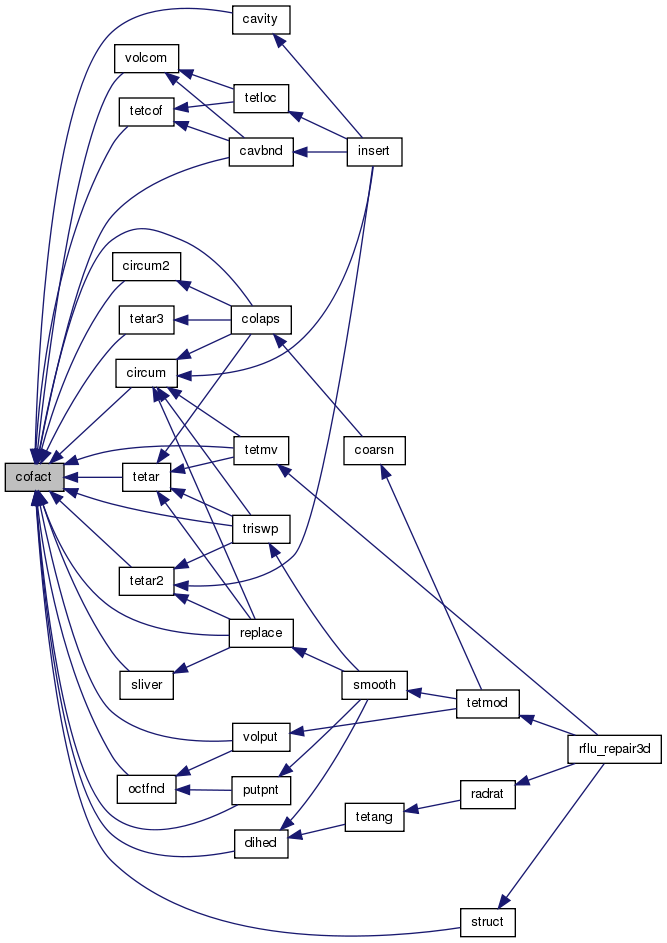 cavity
volcom
tetloc
tetcof
cavbnd
insert
circum2
tetar3
colaps
circum
tetmv
coarsn
cofact
tetar
triswp
tetar2
replace
sliver
smooth
tetmod
volput
rflu_repair3d
octfnd
putpnt
radrat
tetang
dihed
struct